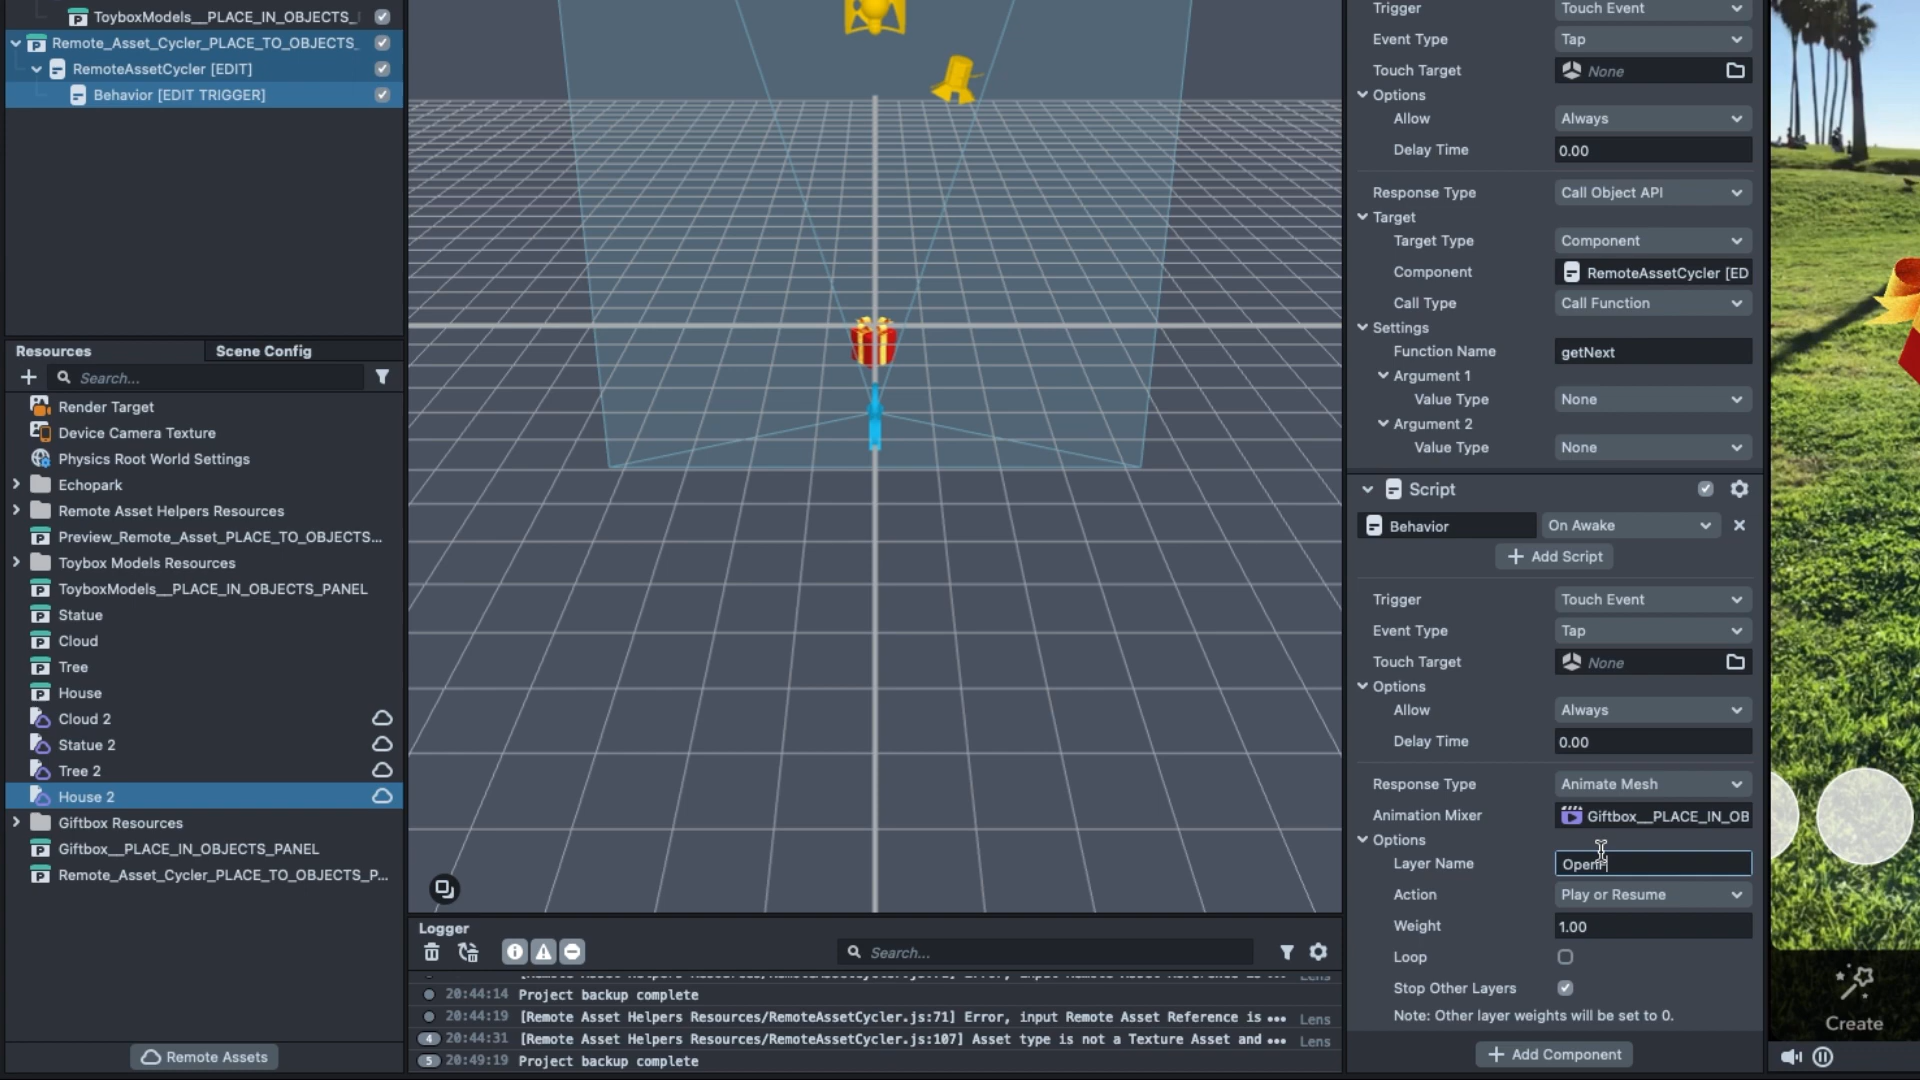 ToyboxModels__PLACE_IN_OBJECTS_
Remote_Asset_Cycler_PLACE_TO_OBJECTS_
RemoteAssetCycler [EDIT]
Behavior [EDIT TRIGGER]
Resources
Scene Config
Search...
Render Target
Device Camera Texture
Physics Root World Settings
Echopark
Remote Asset Helpers Resources
Preview_Remote_Asset_PLACE_TO_OBJECTS...
Toybox Models Resources
ToyboxModels__PLACE_IN_OBJECTS_PANEL
Statue
Cloud
Tree
House
Cloud 2
Statue 2
Tree 2
House 2
Giftbox Resources
Giftbox__PLACE_IN_OBJECTS_PANEL
Remote_Asset_Cycler_PLACE_TO_OBJECTS_P...
Remote Assets
Logger
Search...
20:44:14 Project backup complete
20:44:19 [Remote Asset Helpers Resources/RemoteAssetCycler.js:71] Error, input Remote Asset Reference is ••• Lens
4 20:44:31 [Remote Asset Helpers Resources/RemoteAssetCycler.js:107] Asset type is not a Texture Asset and ••• Lens
5 20:49:19 Project backup complete
Trigger Touch Event
Event Type Tap
Touch Target None
Options
Allow Always
Delay Time 0.00
Response Type Call Object API
Target
Target Type Component
Component RemoteAssetCycler [ED
Call Type Call Function
Settings
Function Name getNext
Argument 1
Value Type None
Argument 2
Value Type None
Script
Behavior On Awake
+ Add Script
Trigger Touch Event
Event Type Tap
Touch Target None
Options
Allow Always
Delay Time 0.00
Response Type Animate Mesh
Animation Mixer Giftbox__PLACE_IN_OB
Options
Layer Name Open
Action Play or Resume
Weight 1.00
Loop
Stop Other Layers
Note: Other layer weights will be set to 0.
+ Add Component
Create